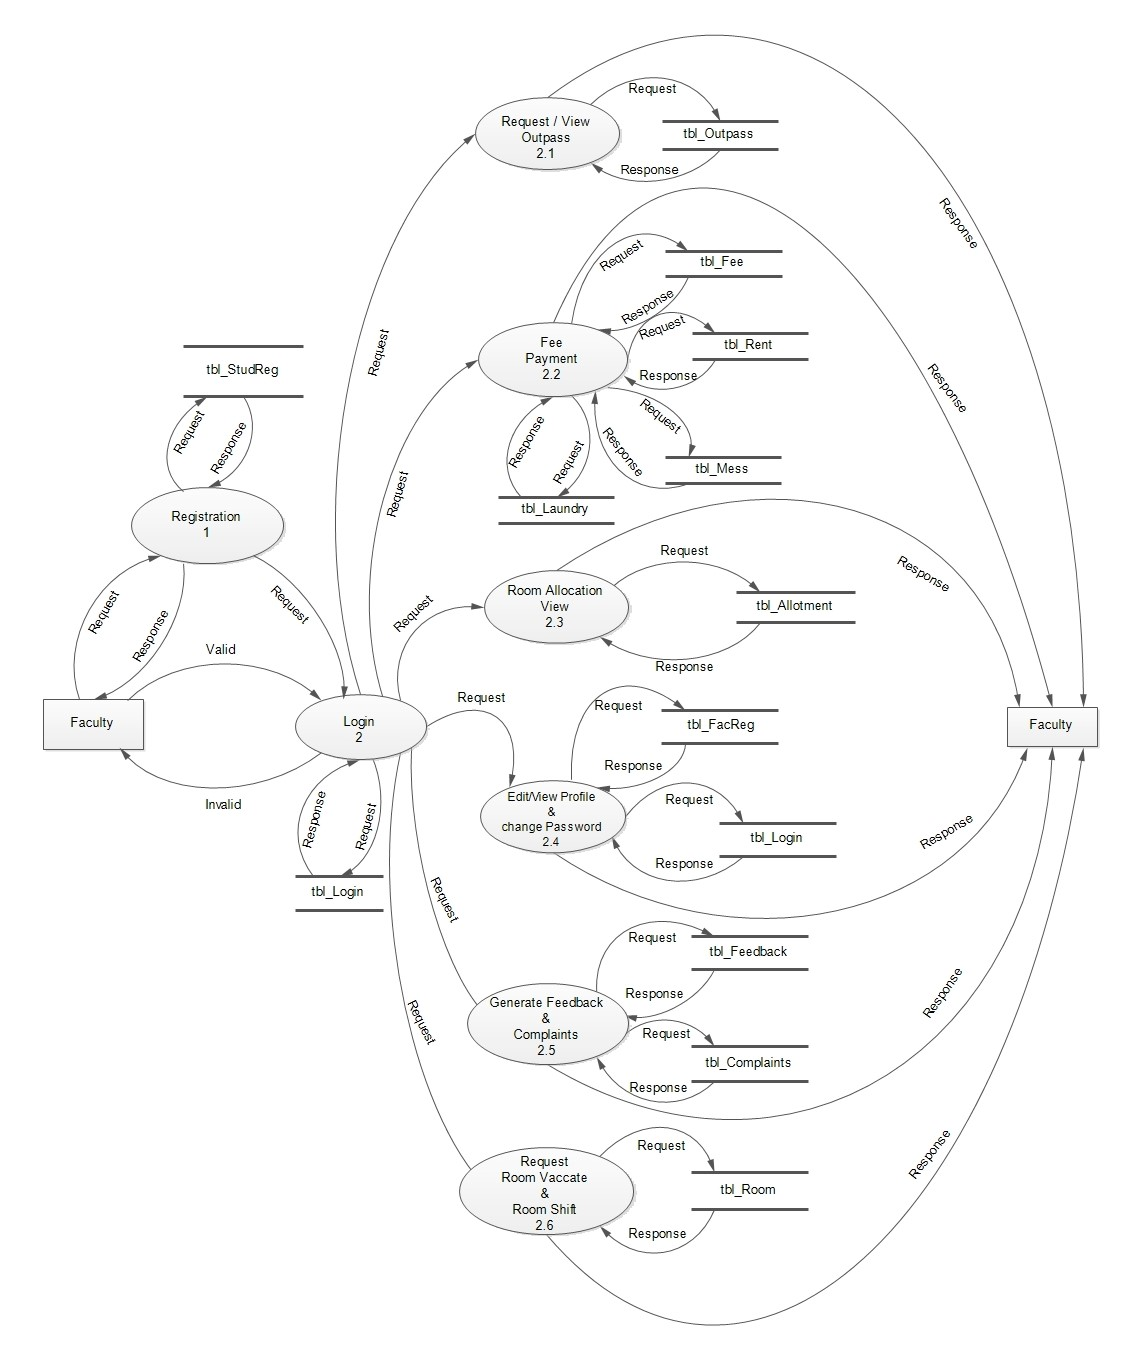 Request / View
Outpass
2.1
Request
tbl_Outpass
Response
Response
Request
Fee
Payment
2.2
Request
tbl_Fee
Response
Request
tbl_Rent
Response
Request
tbl_Mess
Response
Response
Request
tbl_Laundry
Response
Request
tbl_StudReg
Request
Response
Registration
1
Request
Response
Request
Valid
Faculty
Invalid
Login
2
Response
Request
tbl_Login
Request
Room Allocation
View
2.3
Request
tbl_Allotment
Response
Response
Faculty
Request
Edit/View Profile
&
change Password
2.4
Request
tbl_FacReg
Response
Request
tbl_Login
Response
Response
Request
Generate Feedback
&
Complaints
2.5
Request
tbl_Feedback
Response
Request
tbl_Complaints
Response
Response
Request
Request
Room Vaccate
&
Room Shift
2.6
Request
tbl_Room
Response
Response